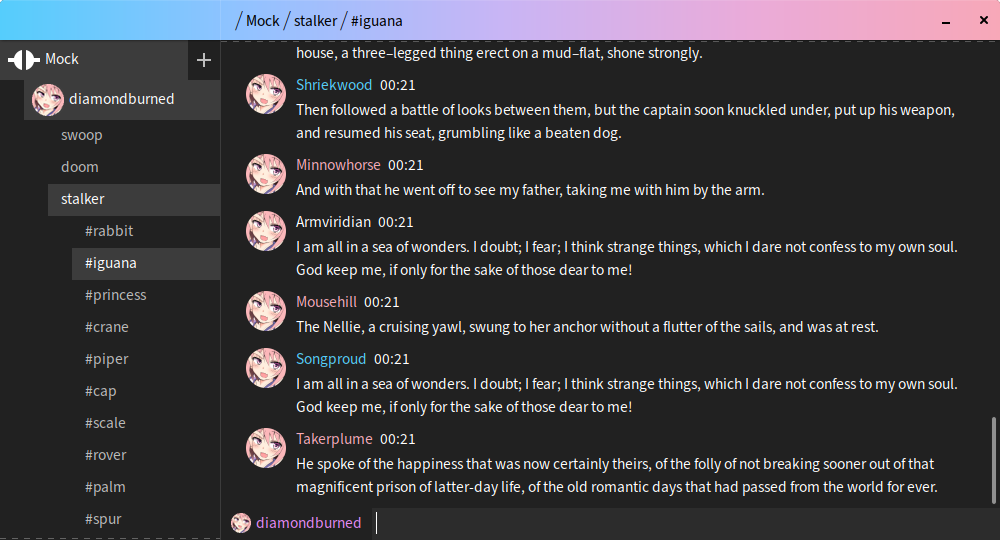 / Mock / stalker / #iguana
Mock
diamondburned
swoop
doom
stalker
#rabbit
#iguana
#princess
#crane
#piper
#cap
#scale
#rover
#palm
#spur
house, a three–legged thing erect on a mud–flat, shone strongly.
Shriekwood 00:21
Then followed a battle of looks between them, but the captain soon knuckled under, put up his weapon,
and resumed his seat, grumbling like a beaten dog.
Minnowhorse 00:21
And with that he went off to see my father, taking me with him by the arm.
Armviridian 00:21
I am all in a sea of wonders. I doubt; I fear; I think strange things, which I dare not confess to my own soul.
God keep me, if only for the sake of those dear to me!
Mousehill 00:21
The Nellie, a cruising yawl, swung to her anchor without a flutter of the sails, and was at rest.
Songproud 00:21
I am all in a sea of wonders. I doubt; I fear; I think strange things, which I dare not confess to my own soul.
God keep me, if only for the sake of those dear to me!
Takerplume 00:21
He spoke of the happiness that was now certainly theirs, of the folly of not breaking sooner out of that
magnificent prison of latter-day life, of the old romantic days that had passed from the world for ever.
diamondburned